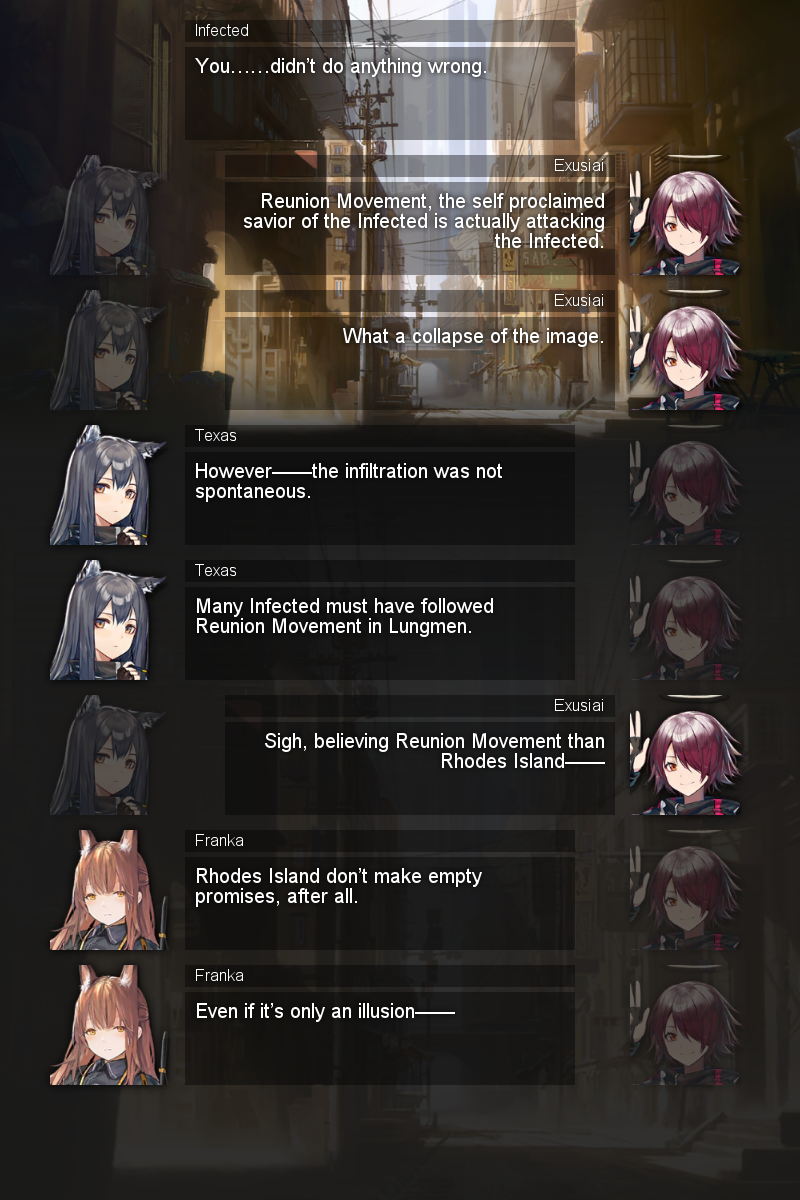 Infected
You……didn't do anything wrong.
Exusiai
Reunion Movement, the self proclaimed
savior of the Infected is actually attacking
the Infected.
Exusiai
What a collapse of the image.
Texas
However——the infiltration was not
spontaneous.
Texas
Many Infected must have followed
Reunion Movement in Lungmen.
Exusiai
Sigh, believing Reunion Movement than
Rhodes Island——
Franka
Rhodes Island don't make empty
promises, after all.
Franka
Even if it's only an illusion——